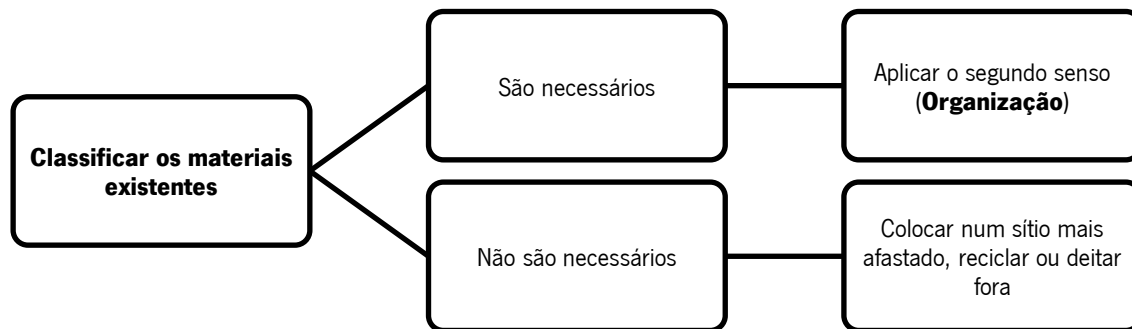 São necessários
Aplicar o segundo senso
(Organização)
Classificar os materiais
existentes
Não são necessários
Colocar num sítio mais
afastado, reciclar ou deitar
fora